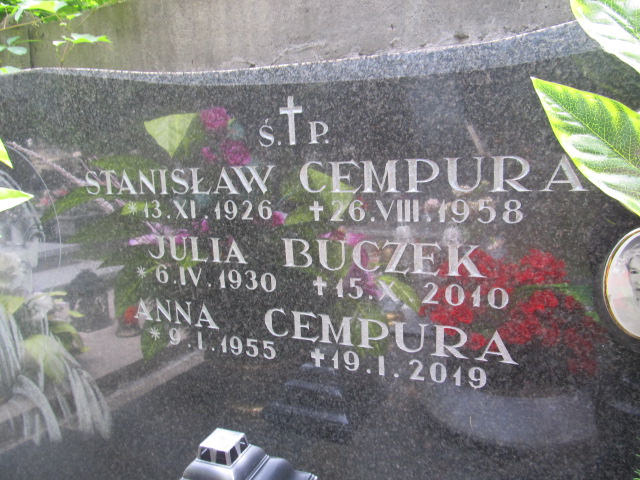 Ś. † P.
STANISŁAW CEMPURA
*13.XI.1926 †26.VIII.1958
JULIA BUCZEK
*6.IV.1930 †15.X.2010
ANNA CEMPURA
*9.I.1955 †19.I.2019